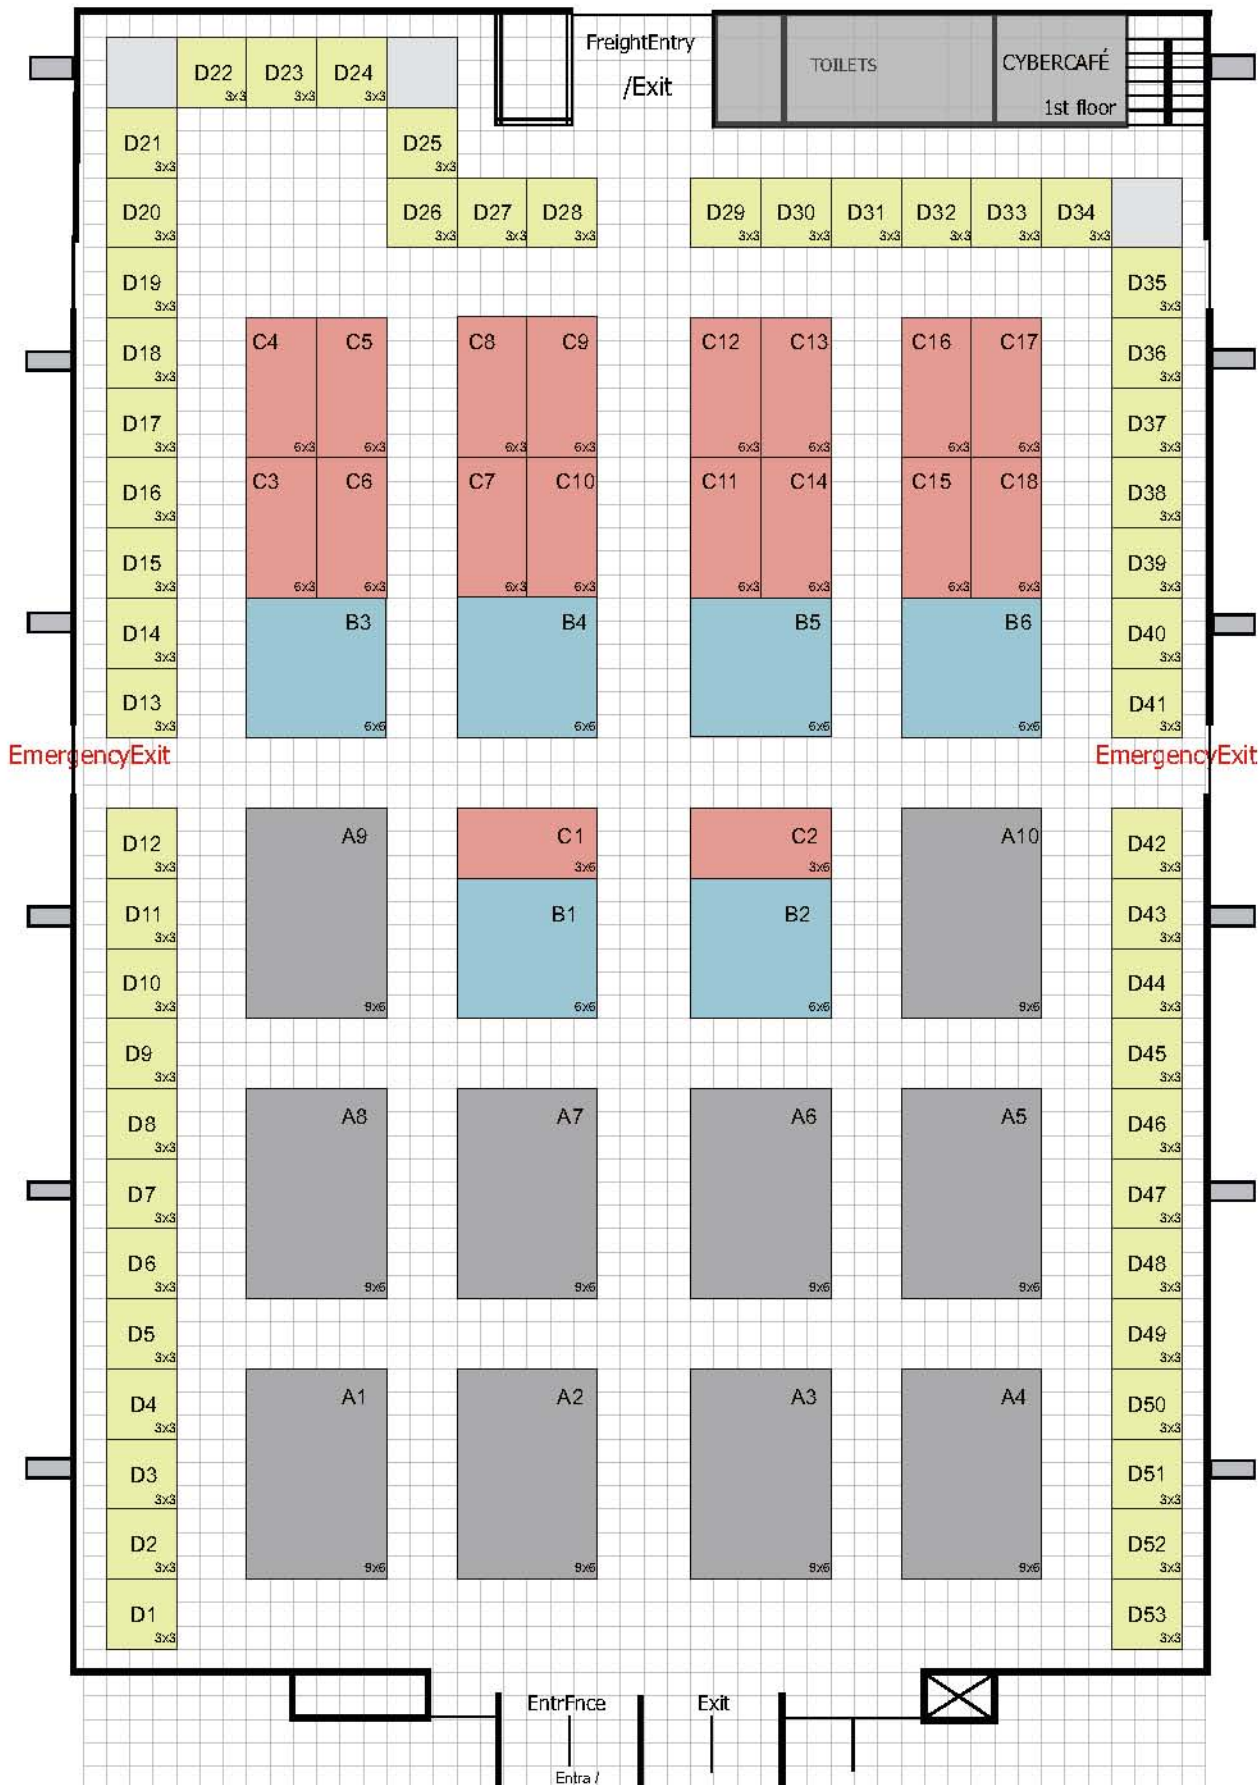 FreightEntry
/Exit
TOILETS
CYBERCAFÉ
1st floor
D22 D23 D24
3x3 3x3 3x3
D21 D25
3x3 3x3
D20 D26 D27 D28 D29 D30 D31 D32 D33 D34
3x3 3x3 3x3 3x3 3x3 3x3 3x3 3x3 3x3 3x3
D19 D35
3x3 3x3
D18 C4 C5 C8 C9 C12 C13 C16 C17 D36
3x3 3x3
D17 D37
3x3 6x3 6x3 6x3 6x3 6x3 6x3 6x3 6x3 3x3
D16 C3 C6 C7 C10 C11 C14 C15 C18 D38
3x3 3x3
D15 D39
3x3 6x3 6x3 6x3 6x3 6x3 6x3 6x3 6x3 3x3
D14 B3 B4 B5 B6 D40
3x3 3x3
D13 D41
3x3 6x6 6x6 6x6 6x6 3x3
EmergencyExit EmergencyExit
D12 A9 C1 C2 A10 D42
3x3 3x6 3x6 3x3
D11 B1 B2 D43
3x3 3x3
D10 D44
3x3 9x6 6x6 6x6 9x6 3x3
D9 D45
3x3 3x3
D8 A8 A7 A6 A5 D46
3x3 3x3
D7 D47
3x3 3x3
D6 D48
3x3 9x6 9x6 9x6 9x6 3x3
D5 D49
3x3 3x3
D4 A1 A2 A3 A4 D50
3x3 3x3
D3 D51
3x3 3x3
D2 D52
3x3 9x6 9x6 9x6 9x6 3x3
D1 D53
3x3 3x3
EntrFnce Exit
Entra /